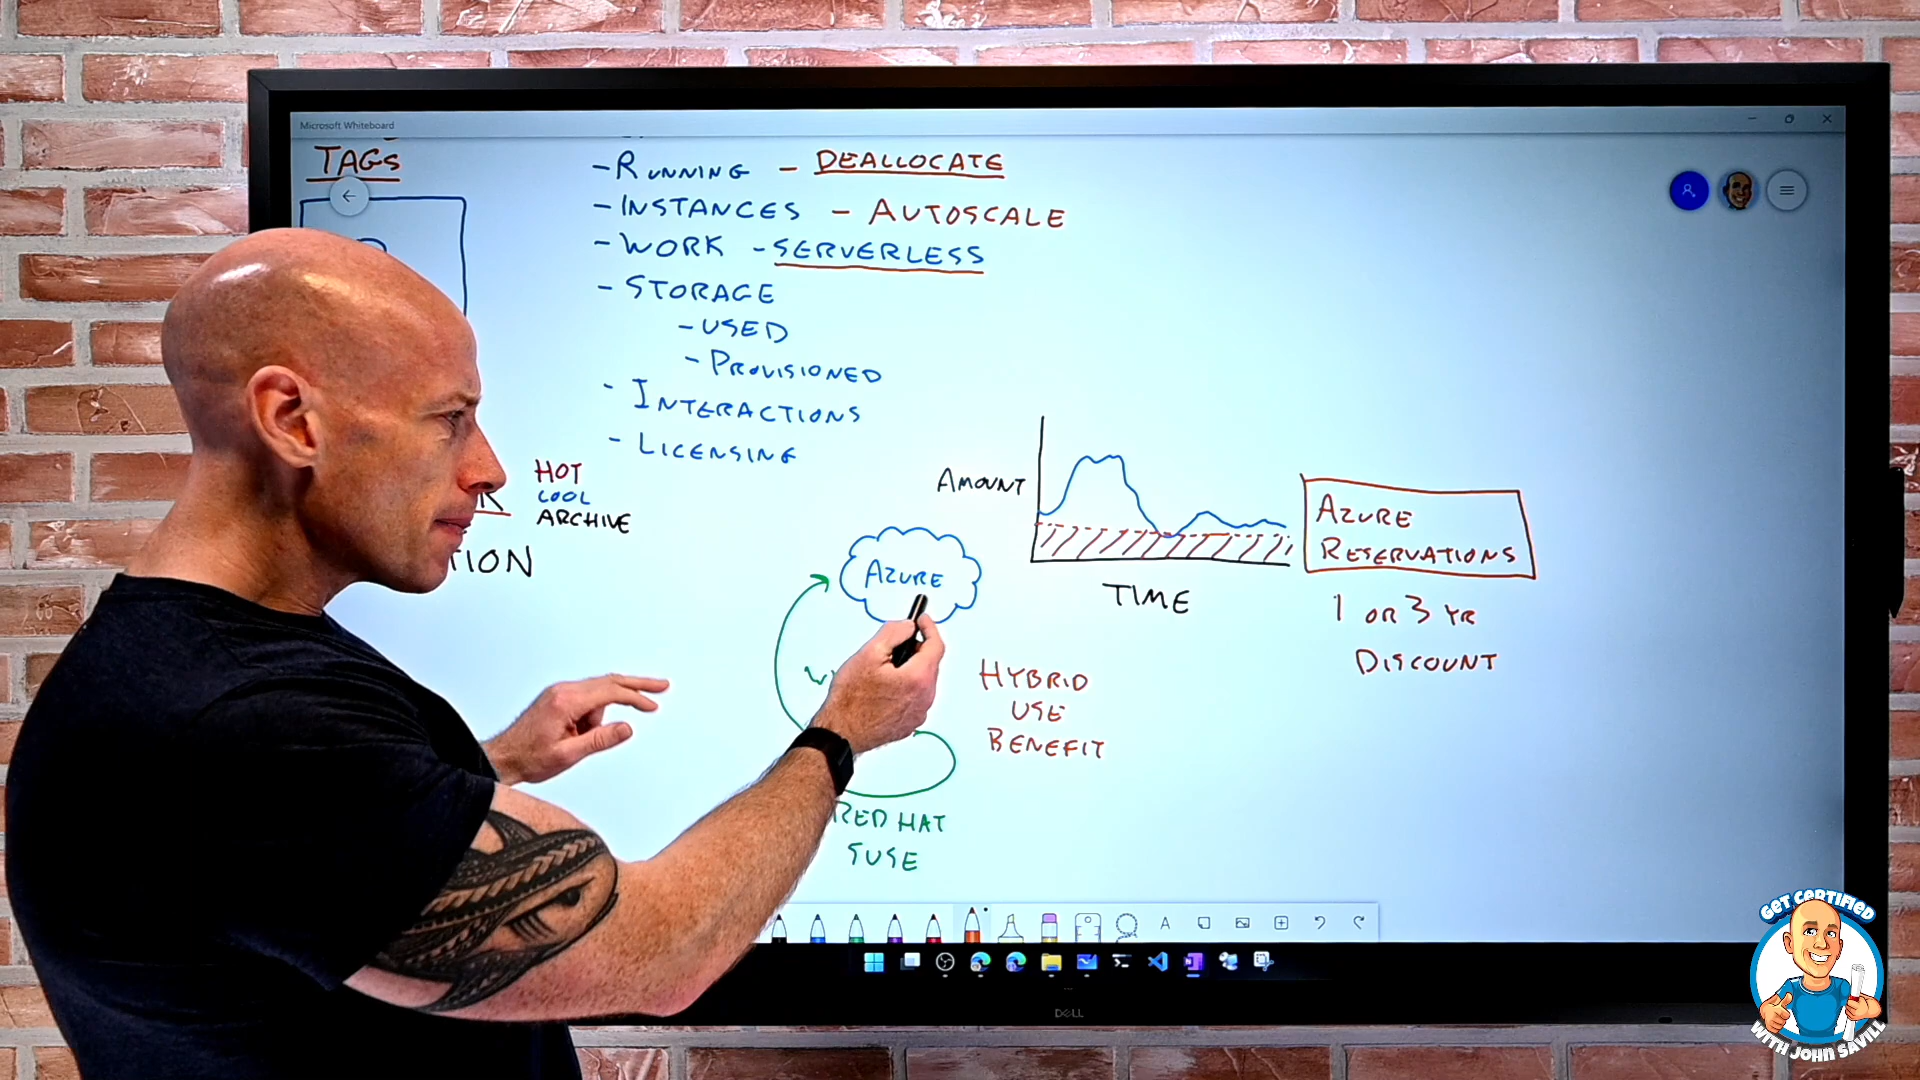 Microsoft Whiteboard
TAGS
- RUNNING - DEALLOCATE
- INSTANCES - AUTOSCALE
- WORK - SERVERLESS
- STORAGE
- USED
- PROVISIONED
- INTERACTIONS
- LICENSING
HOT
COOL
ARCHIVE
TION
AMOUNT
TIME
AZURE
RESERVATIONS
1 OR 3 YR
DISCOUNT
AZURE
HYBRID
USE
BENEFIT
RED HAT
SUSE
DELL
GET CERTIFIED
WITH JOHN SAVILL